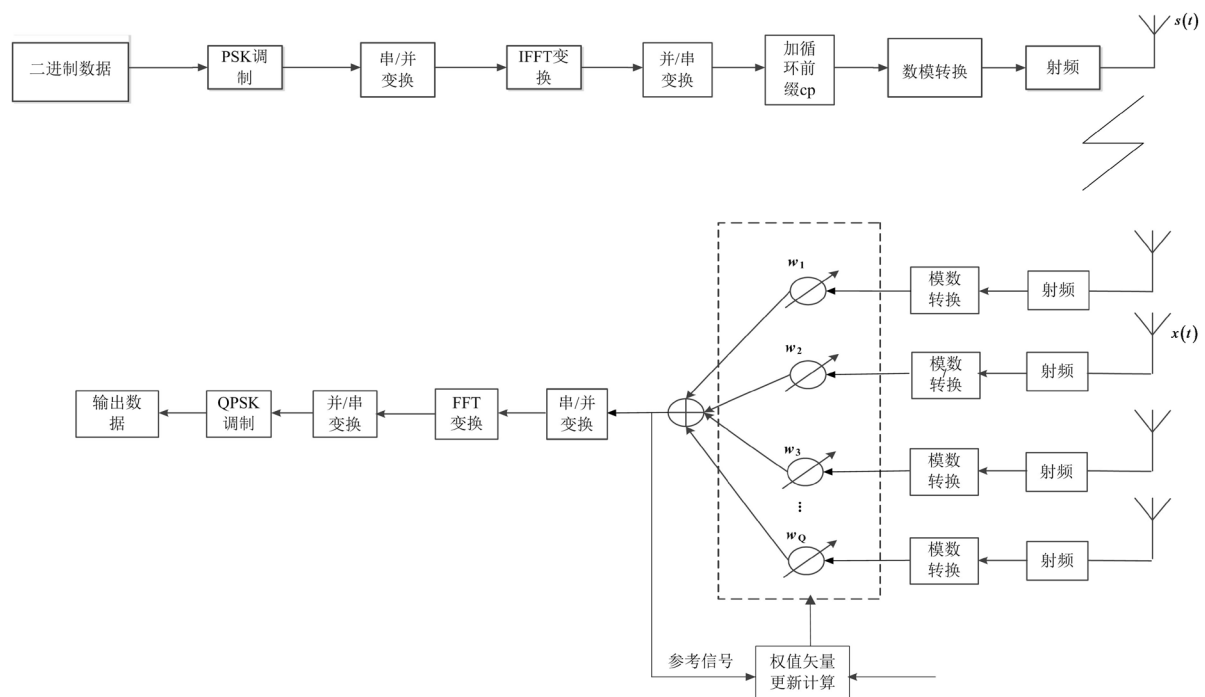 s(t)
二进制数据
PSK调
制
串/并
变换
IFFT变
换
并/串
变换
加循
环前
缀cp
数模转换
射频
w1
模数
转换
射频
w2
模数
/
转换
射频
x(t)
输出数
据
QPSK
调制
并/串
变换
FFT
变换
串/并
变换
w3
模数
转换
射频
...
wQ
模数
转换
射频
参考信号
权值矢量
更新计算